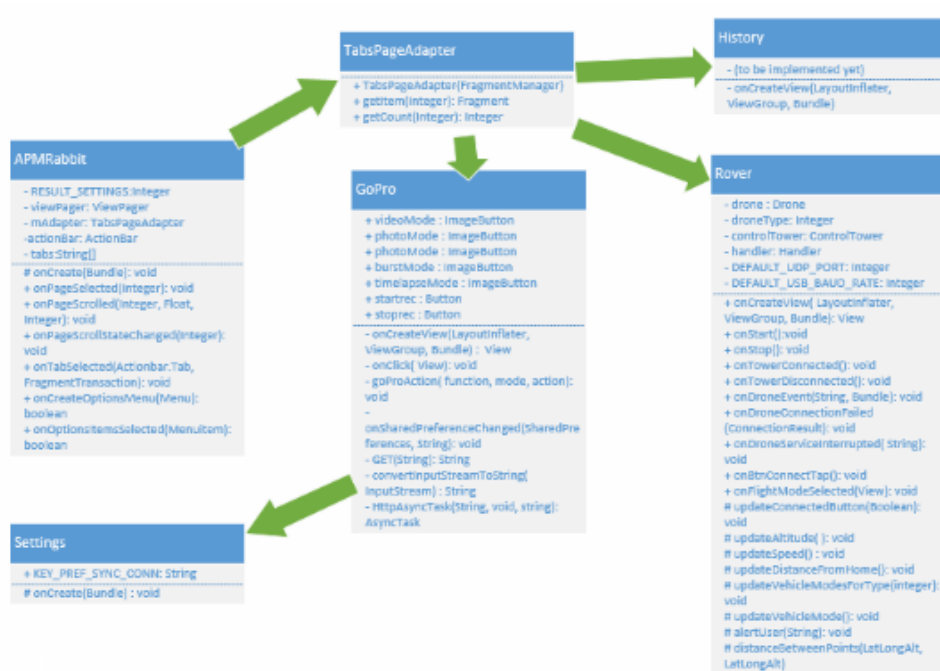 TabsPageAdapter
+ TabsPageAdapter(FragmentManager)
+ getItem(Integer): Fragment
+ getCount(Integer): Integer
History
- (to be implemented yet)
- onCreateView(LayoutInflater,
ViewGroup, Bundle)
APMRabbit
- RESULT_SETTINGS:Integer
- viewPager: ViewPager
- mAdapter: TabsPageAdapter
-actionBar: ActionBar
- tabs:String[]
# onCreate(Bundle): void
+ onPageSelected(Integer): void
+ onPageScrolled(Integer, Float,
Integer): void
+ onPageScrollStateChanged(Integer):
void
+ onTabSelected(Actionbar.Tab,
FragmentTransaction): void
+ onCreateOptionsMenu(Menu):
boolean
+ onOptionsItemsSelected(MenuItem):
boolean
GoPro
+ videoMode : ImageButton
+ photoMode : ImageButton
+ photoMode : ImageButton
+ burstMode : ImageButton
+ timelapseMode : ImageButton
+ startrec : Button
+ stoprec : Button
- onCreateView(LayoutInflater,
ViewGroup, Bundle) : View
- onClick( View): void
- goProAction( function, mode, action):
void
-
onSharedPreferenceChanged(SharedPre
ferences, String): void
- GET(String): String
- convertInputStreamToString(
InputStream) : String
- HttpAsyncTask(String, void, string):
AsyncTask
Rover
- drone : Drone
- droneType: Integer
- controlTower: ControlTower
- handler: Handler
- DEFAULT_UDP_PORT: Integer
- DEFAULT_USB_BAUD_RATE: Integer
+ onCreateView( LayoutInflater,
ViewGroup, Bundle): View
+ onStart():void
+ onStop(): void
+ onTowerConnected(): void
+ onTowerDisconnected(): void
+ onDroneEvent(String, Bundle): void
+ onDroneConnectionFailed
(ConnectionResult): void
+ onDroneServiceInterrupted( String):
void
+ onBtnConnectTap(): void
+ onFlightModeSelected(View): void
# updateConnectedButton(Boolean):
void
# updateAltitude( ): void
# updateSpeed() : void
# updateDistanceFromHome(): void
# updateVehicleModesForType(integer):
void
# updateVehicleMode(): void
# alertUser(String): void
# distanceBetweenPoints(LatLongAlt,
LatLongAlt)
Settings
+ KEY_PREF_SYNC_CONN: String
# onCreate(Bundle) : void